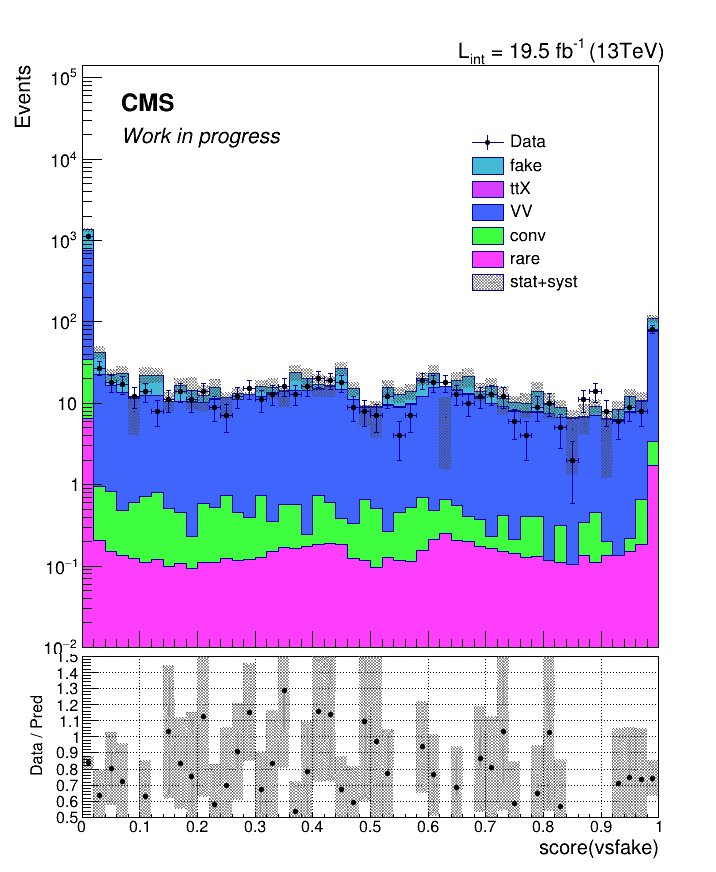 L_int = 19.5 fb^-1 (13TeV)
Events
10^5
10^4
10^3
10^2
10
1
10^−1
10^−2
CMS
Work in progress
Data
fake
ttX
VV
conv
rare
stat+syst
Data / Pred
1.5
1.4
1.3
1.2
1.1
1
0.9
0.8
0.7
0.6
0.5
0 0.1 0.2 0.3 0.4 0.5 0.6 0.7 0.8 0.9 1
score(vsfake)